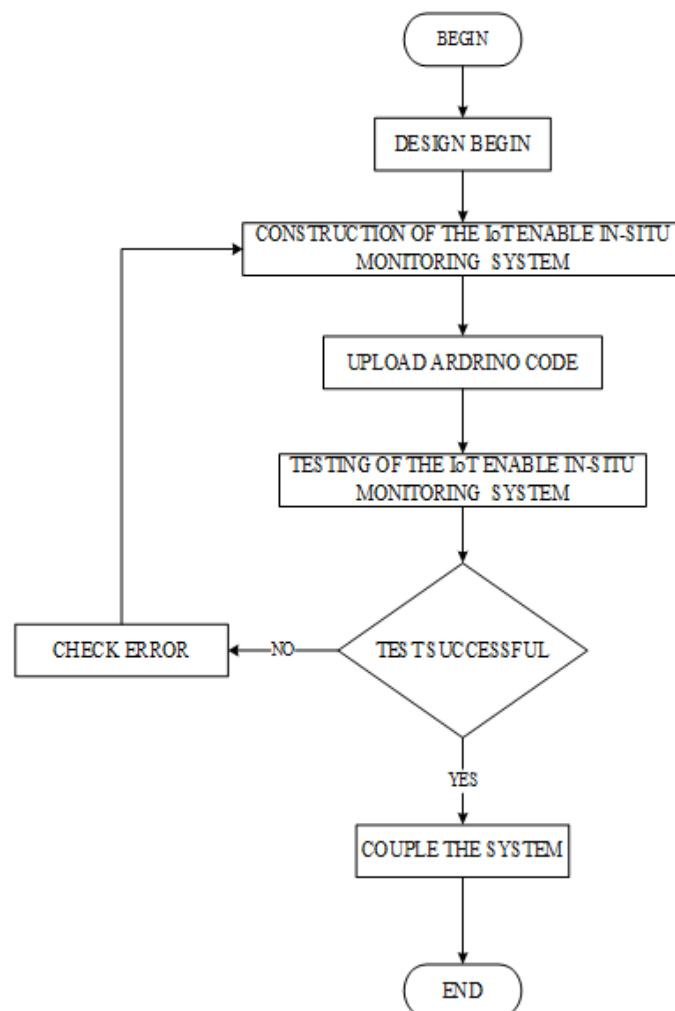 BEGIN
DESIGN BEGIN
CONSTRUCTION OF THE IoT ENABLE IN-SITU
MONITORING SYSTEM
UPLOAD ARDRINO CODE
TESTING OF THE IoT ENABLE IN-SITU
MONITORING SYSTEM
CHECK ERROR
NO
TEST SUCCESSFUL
YES
COUPLE THE SYSTEM
END